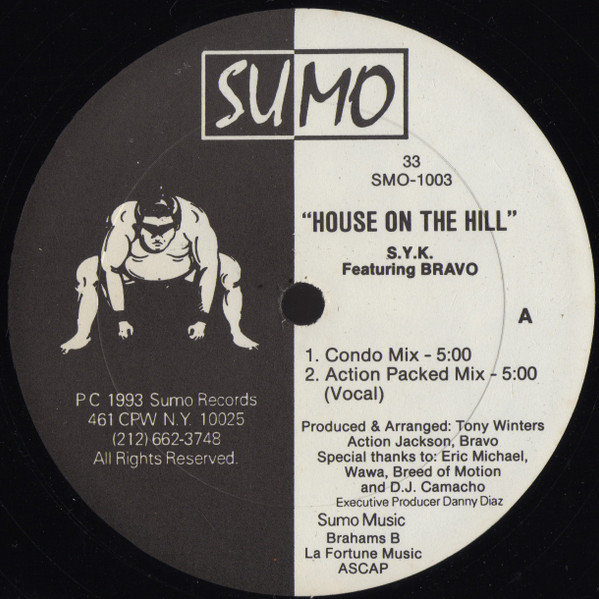 SUMO
33
SMO-1003
"HOUSE ON THE HILL"
S.Y.K.
Featuring BRAVO
A
1. Condo Mix - 5:00
2. Action Packed Mix - 5:00
(Vocal)
Produced & Arranged: Tony Winters
Action Jackson, Bravo
Special thanks to: Eric Michael,
Wawa, Breed of Motion
and D.J. Camacho
Executive Producer Danny Diaz
Sumo Music
Brahams B
La Fortune Music
ASCAP
P C 1993 Sumo Records
461 CPW N.Y. 10025
(212) 662-3748
All Rights Reserved.